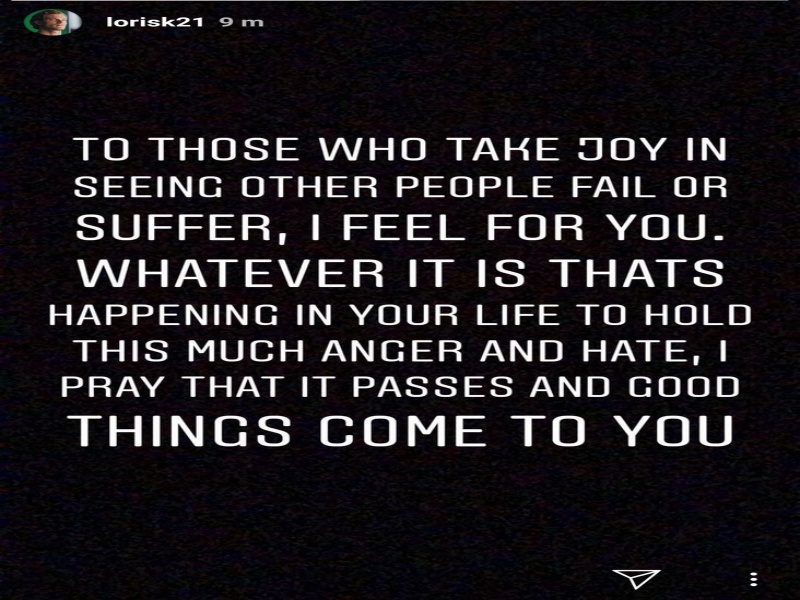 lorisk21 9 m
TO THOSE WHO TAKE JOY IN
SEEING OTHER PEOPLE FAIL OR
SUFFER, I FEEL FOR YOU.
WHATEVER IT IS THATS
HAPPENING IN YOUR LIFE TO HOLD
THIS MUCH ANGER AND HATE, I
PRAY THAT IT PASSES AND GOOD
THINGS COME TO YOU